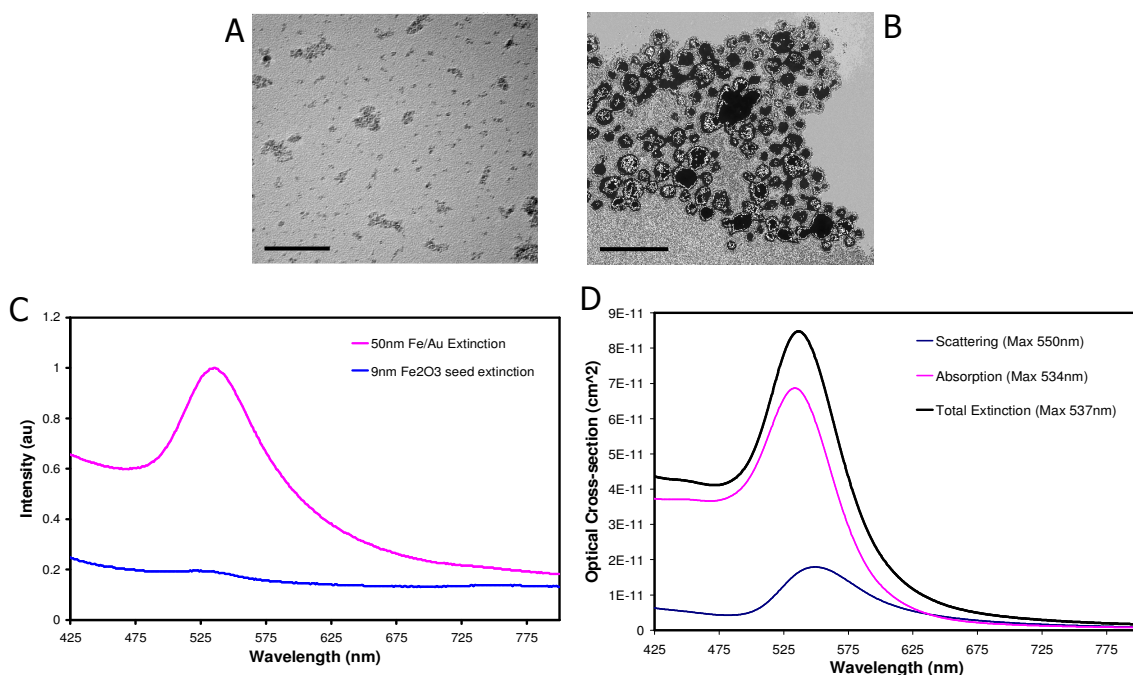 A
B
C
1.2
1
0.8
0.6
0.4
0.2
0
Intensity (au)
50nm Fe/Au Extinction
9nm Fe2O3 seed extinction
425 475 525 575 625 675 725 775
Wavelength (nm)
D
9E-11
8E-11
7E-11
6E-11
5E-11
4E-11
3E-11
2E-11
1E-11
0
Optical Cross-section (cm^2)
Scattering (Max 550nm)
Absorption (Max 534nm)
Total Extinction (Max 537nm)
425 475 525 575 625 675 725 775
Wavelength (nm)